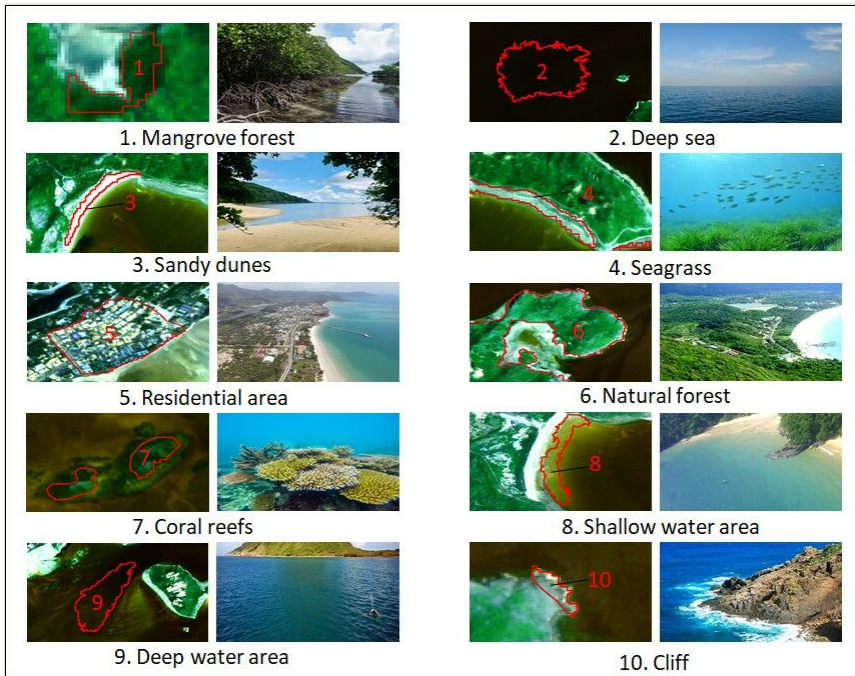 1
2
1. Mangrove forest
2. Deep sea
3
4
3. Sandy dunes
4. Seagrass
5
6
5. Residential area
6. Natural forest
7
8
7. Coral reefs
8. Shallow water area
9
10
9. Deep water area
10. Cliff